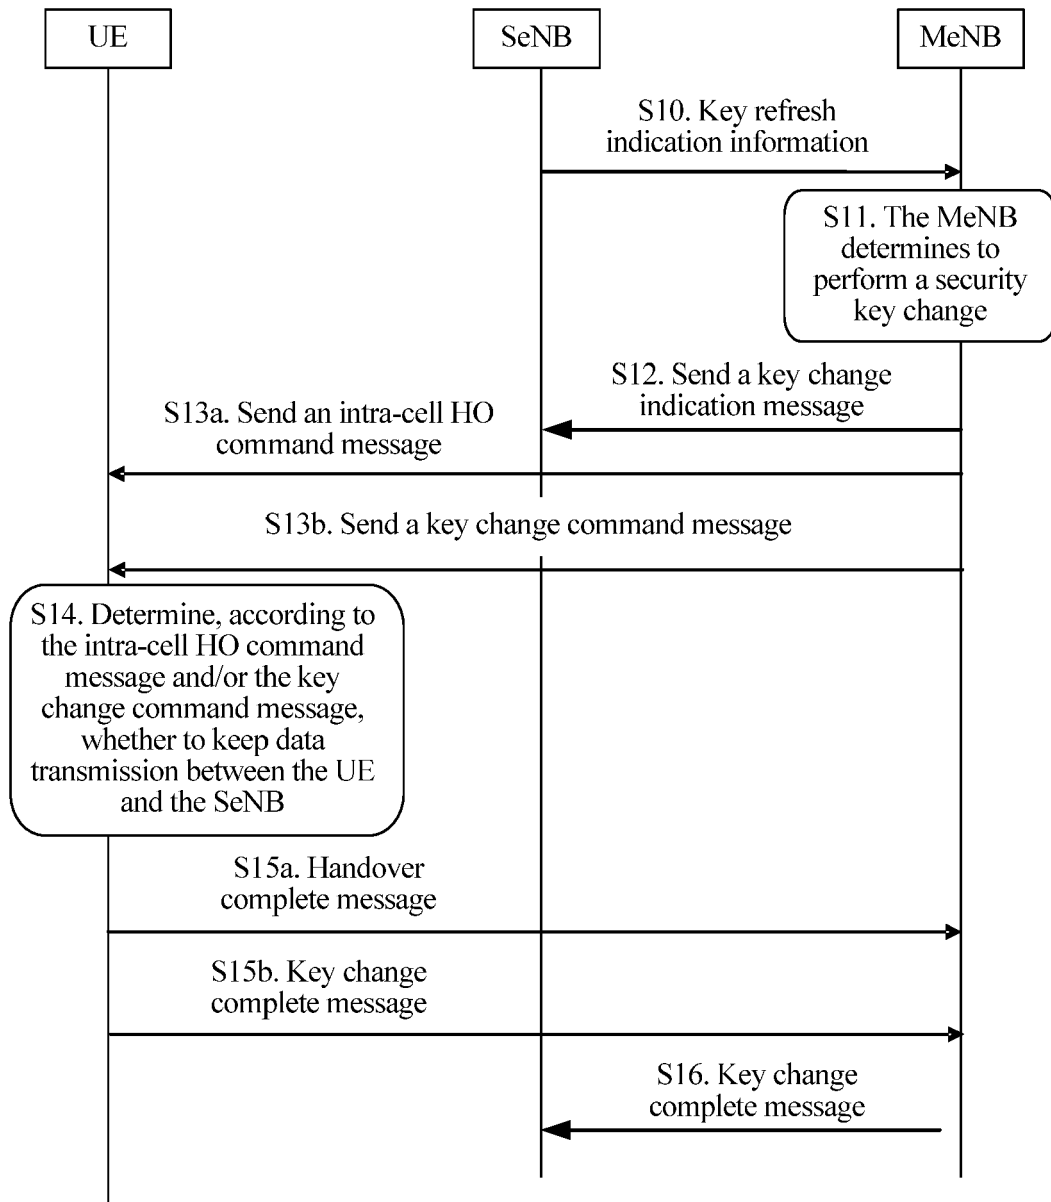 UE
SeNB
MeNB
S10. Key refresh
indication information
S11. The MeNB
determines to
perform a security
key change
S12. Send a key change
indication message
S13a. Send an intra-cell HO
command message
S13b. Send a key change command message
S14. Determine, according to
the intra-cell HO command
message and/or the key
change command message,
whether to keep data
transmission between the UE
and the SeNB
S15a. Handover
complete message
S15b. Key change
complete message
S16. Key change
complete message